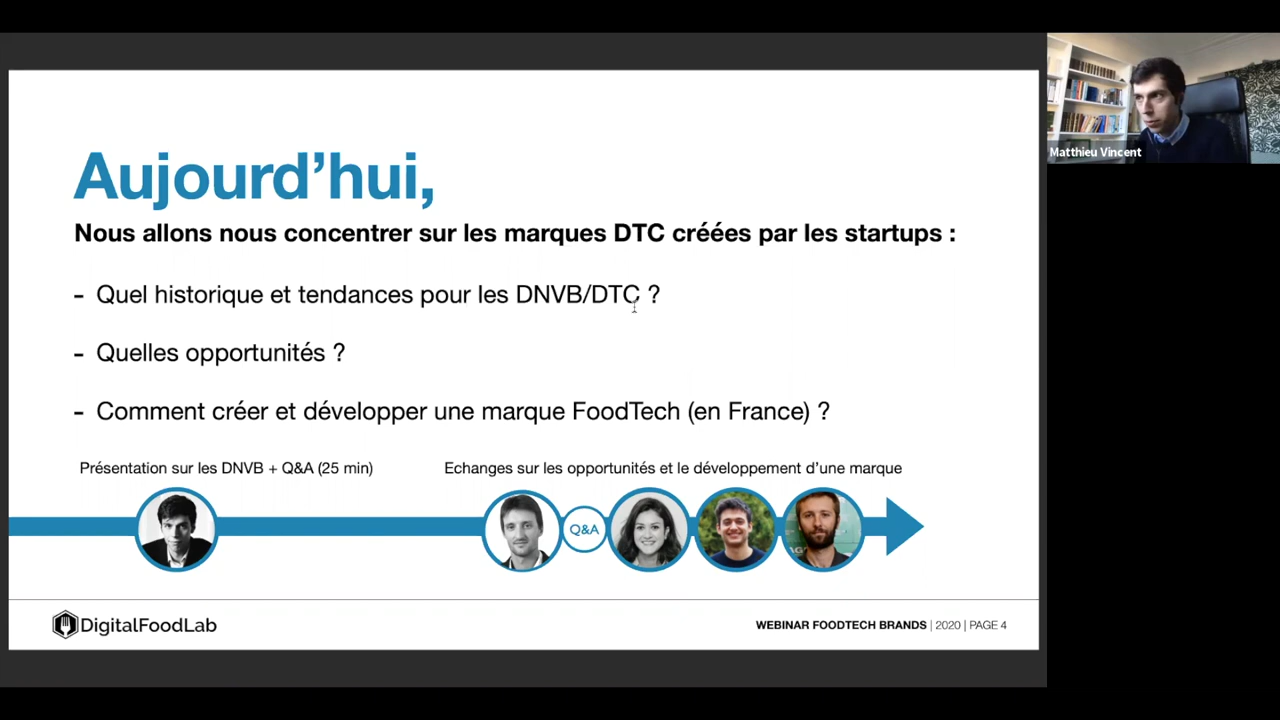 Aujourd’hui,
Nous allons nous concentrer sur les marques DTC créées par les startups :
- Quel historique et tendances pour les DNVB/DTC ?
- Quelles opportunités ?
- Comment créer et développer une marque FoodTech (en France) ?
Présentation sur les DNVB + Q&A (25 min)
Echanges sur les opportunités et le développement d’une marque
Q&A
DigitalFoodLab
WEBINAR FOODTECH BRANDS | 2020 | PAGE 4
Matthieu Vincent